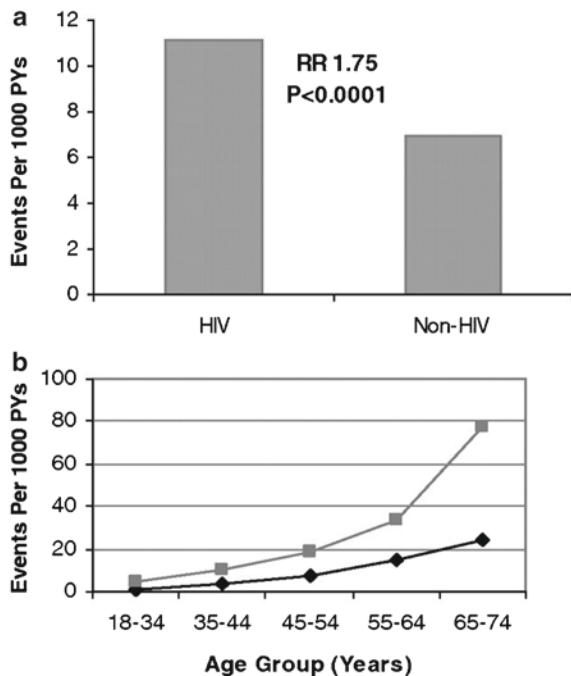 a
Events Per 1000 PYs
12
10
8
6
4
2
0
RR 1.75
P<0.0001
HIV
Non-HIV
b
Events Per 1000 PYs
100
80
60
40
20
0
18-34
35-44
45-54
55-64
65-74
Age Group (Years)